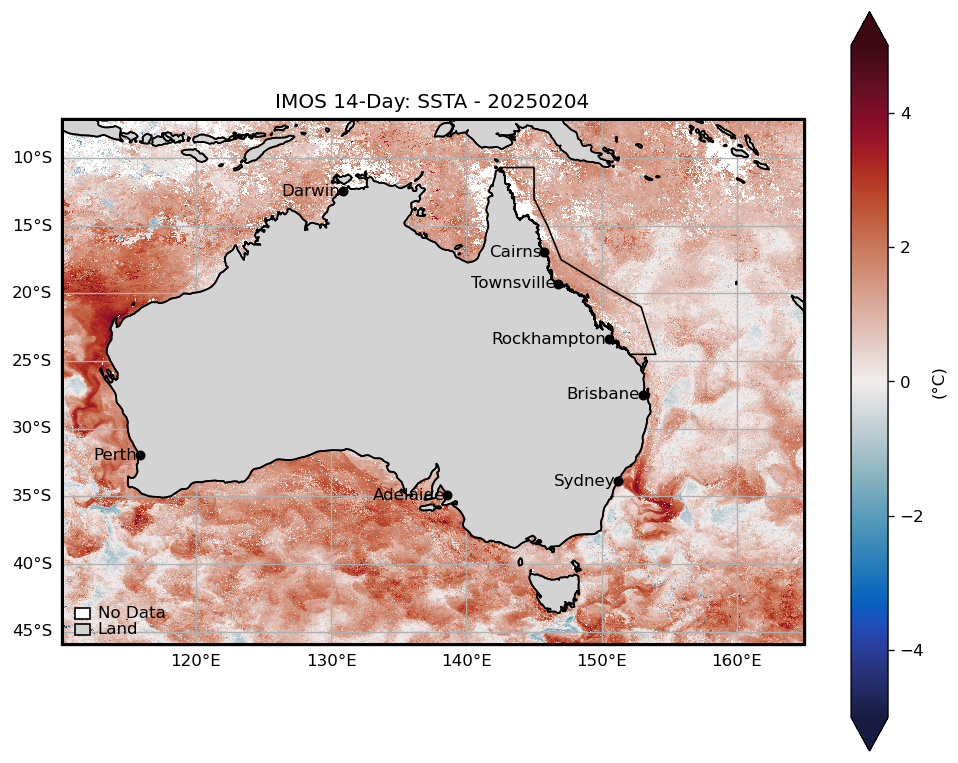 IMOS 14-Day: SSTA - 20250204
10°S
15°S
20°S
25°S
30°S
35°S
40°S
45°S
Darwin
Cairns
Townsville
Rockhampton
Brisbane
Perth
Sydney
Adelaide
No Data
Land
120°E
130°E
140°E
150°E
160°E
4
2
0
−2
−4
(°C)